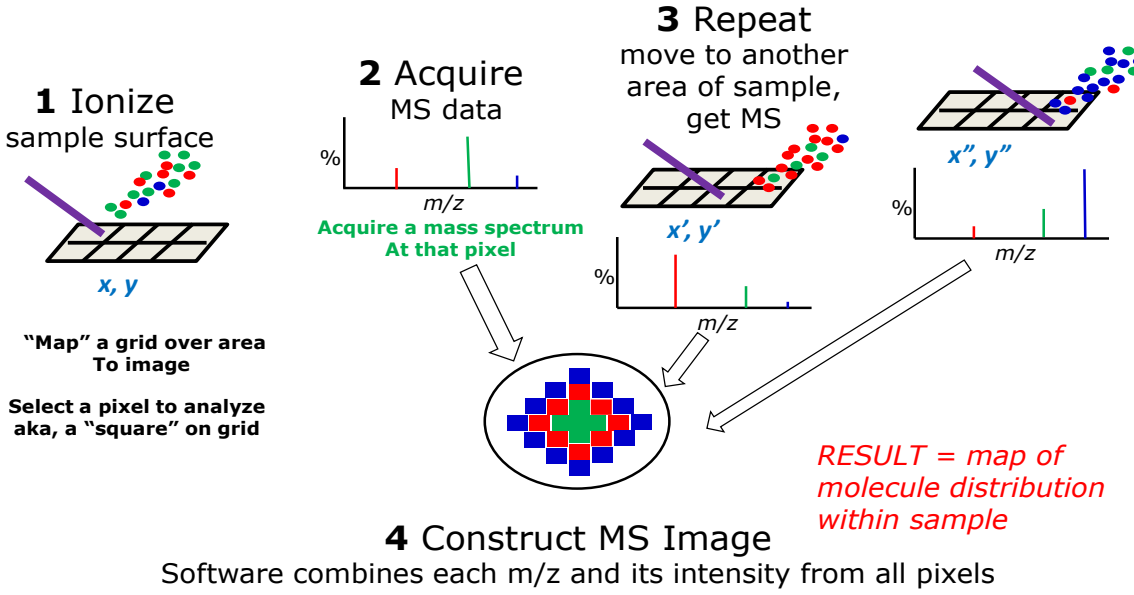 1 Ionize
sample surface
x, y
“Map” a grid over area
To image
Select a pixel to analyze
aka, a “square” on grid
2 Acquire
MS data
%
m/z
Acquire a mass spectrum
At that pixel
3 Repeat
move to another
area of sample,
get MS
x’, y’
%
m/z
x”, y”
%
m/z
RESULT = map of
molecule distribution
within sample
4 Construct MS Image
Software combines each m/z and its intensity from all pixels